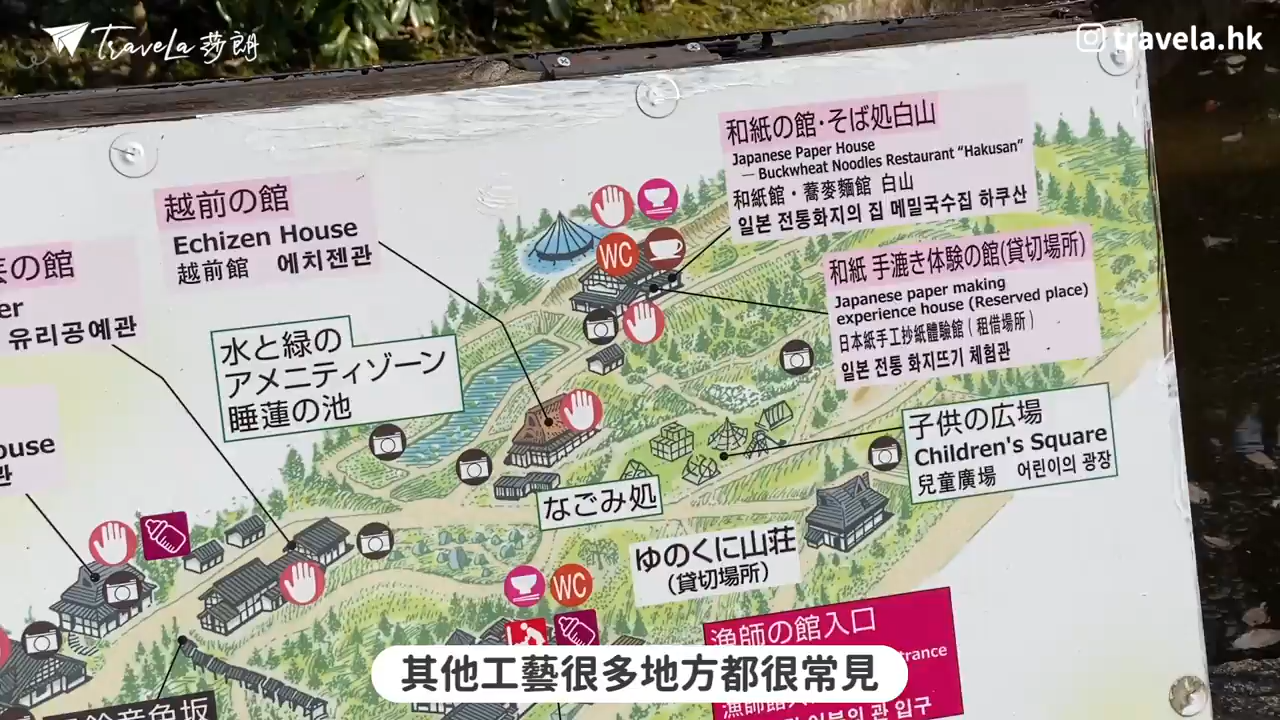 Travela莎朗
travela.hk
和紙の館･そば処白山
Japanese Paper House
— Buckwheat Noodles Restaurant “Hakusan”
和紙館・蕎麥麵館 白山
일본 전통화지의 집 메밀국수집 하쿠산
越前の館
Echizen House
越前館 에치젠관
の館
유리공예관
和紙 手漉き体験の館(貸切場所)
Japanese paper making
experience house (Reserved place)
日本紙手工抄紙體驗館 ( 租借場所 )
일본 전통 화지뜨기 체험관
水と緑の
アメニティゾーン
睡蓮の池
WC
子供の広場
Children's Square
兒童廣場 어린이의 광장
なごみ処
ゆのくに山荘
(貸切場所)
WC
漁師の館入口
其他工藝很多地方都很常見